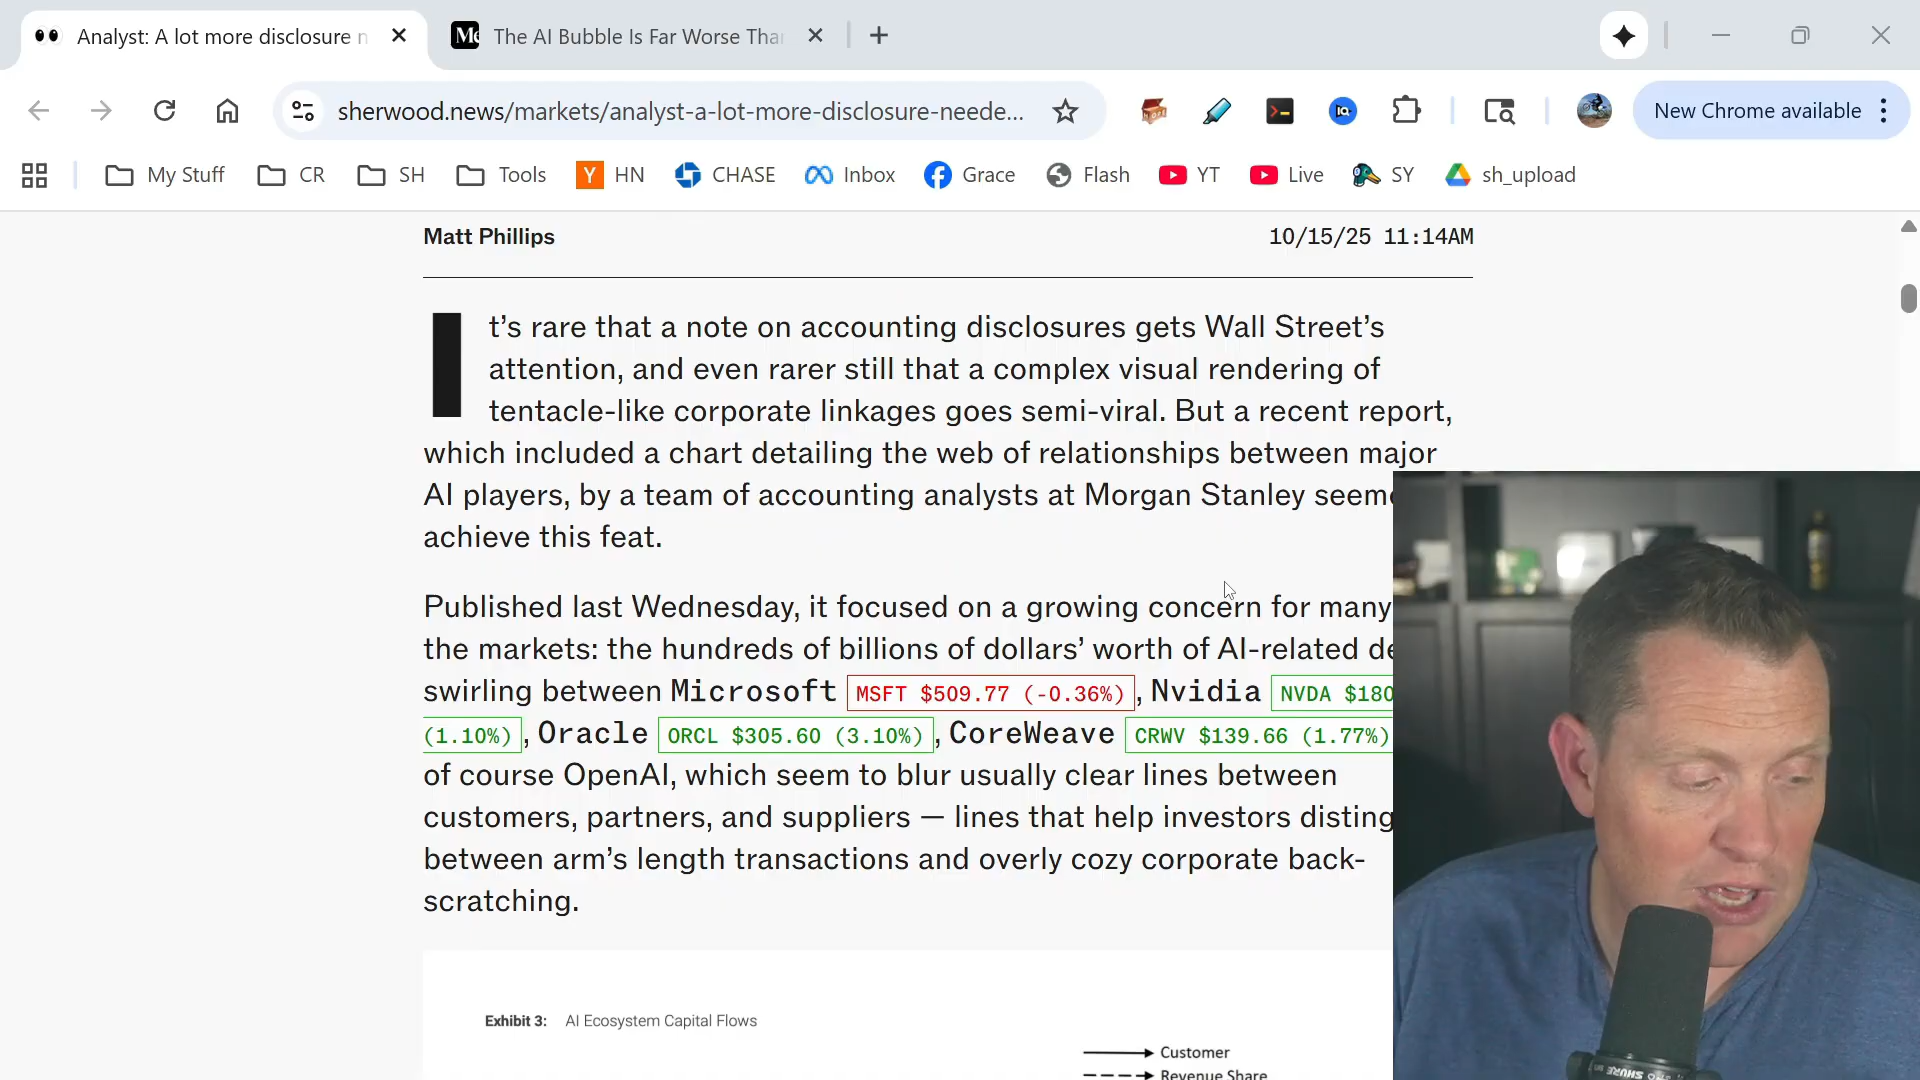 Analyst: A lot more disclosure n
The AI Bubble Is Far Worse Tha
sherwood.news/markets/analyst-a-lot-more-disclosure-neede...
New Chrome available
My Stuff
CR
SH
Tools
HN
CHASE
Inbox
Grace
Flash
YT
Live
SY
sh_upload
Matt Phillips
10/15/25 11:14AM
It’s rare that a note on accounting disclosures gets Wall Street’s
attention, and even rarer still that a complex visual rendering of
tentacle-like corporate linkages goes semi-viral. But a recent report,
which included a chart detailing the web of relationships between major
AI players, by a team of accounting analysts at Morgan Stanley seem
achieve this feat.
Published last Wednesday, it focused on a growing concern for many
the markets: the hundreds of billions of dollars’ worth of AI-related de
swirling between Microsoft MSFT $509.77 (-0.36%), Nvidia NVDA $180
(1.10%), Oracle ORCL $305.60 (3.10%), CoreWeave CRWV $139.66 (1.77%)
of course OpenAI, which seem to blur usually clear lines between
customers, partners, and suppliers — lines that help investors disting
between arm’s length transactions and overly cozy corporate back-
scratching.
Exhibit 3: AI Ecosystem Capital Flows
Customer
Revenue Share